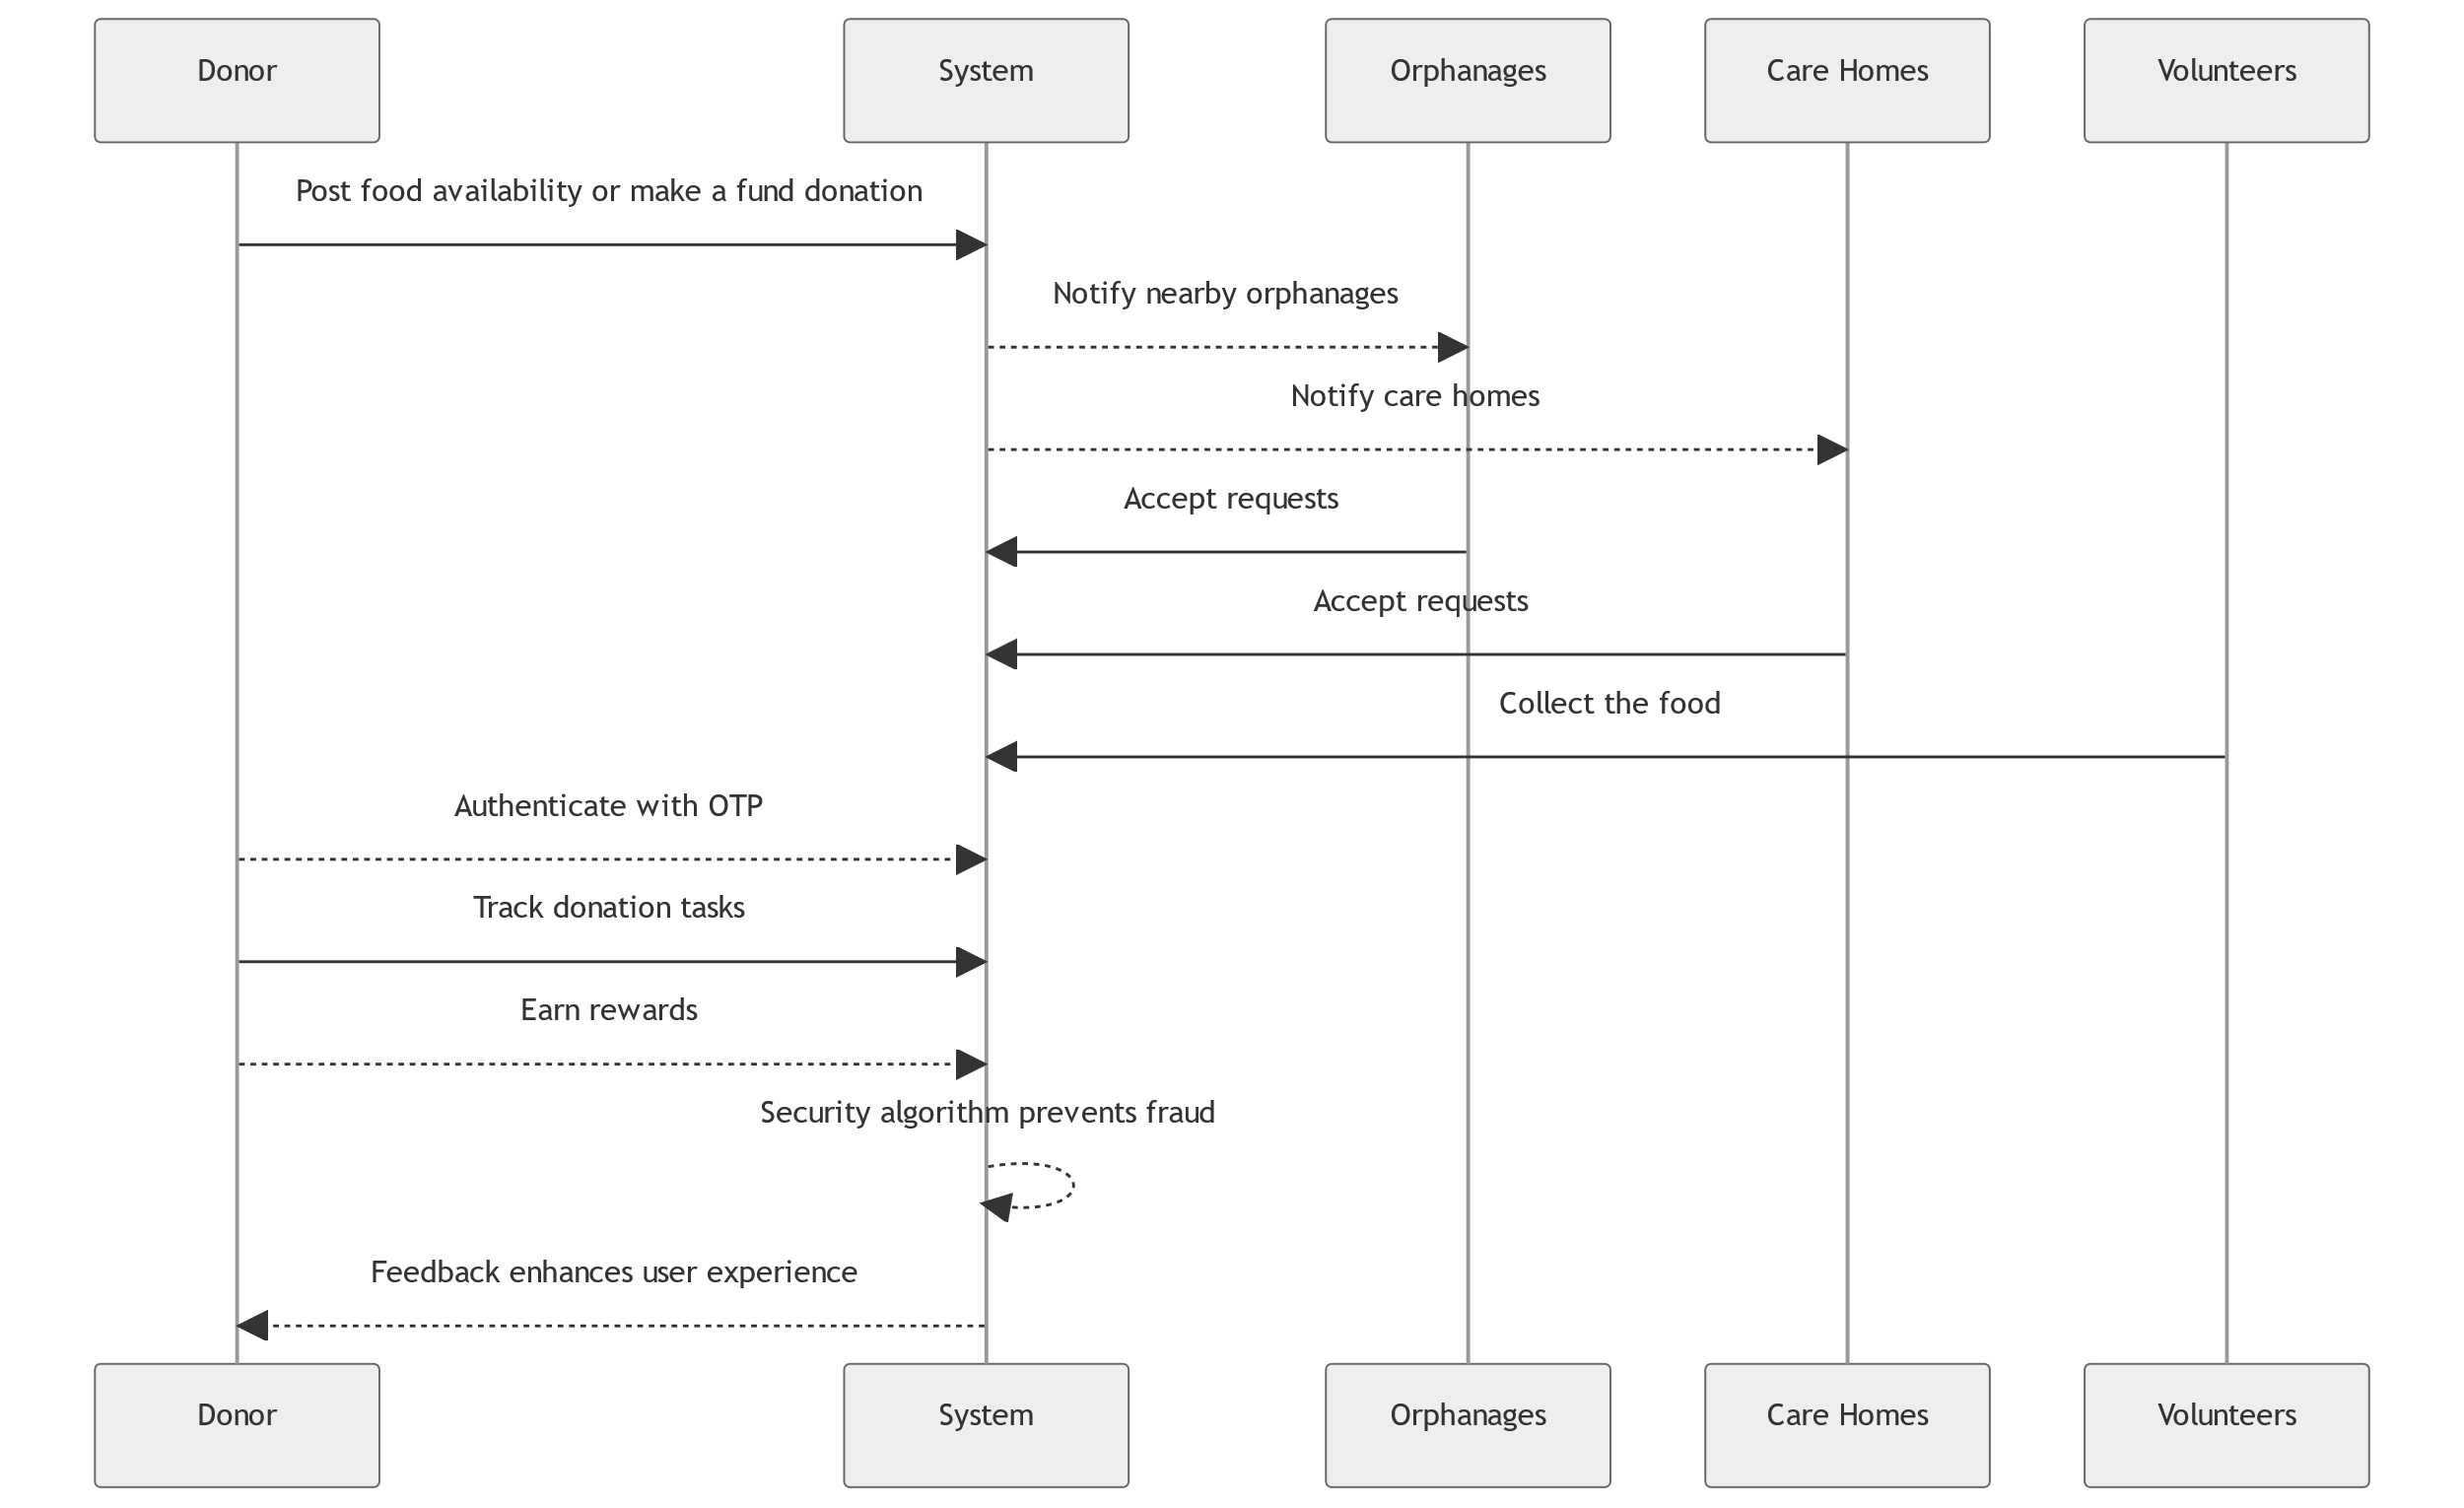 Donor
System
Orphanages
Care Homes
Volunteers
Post food availability or make a fund donation
Notify nearby orphanages
Notify care homes
Accept requests
Accept requests
Collect the food
Authenticate with OTP
Track donation tasks
Earn rewards
Security algorithm prevents fraud
Feedback enhances user experience
Donor
System
Orphanages
Care Homes
Volunteers